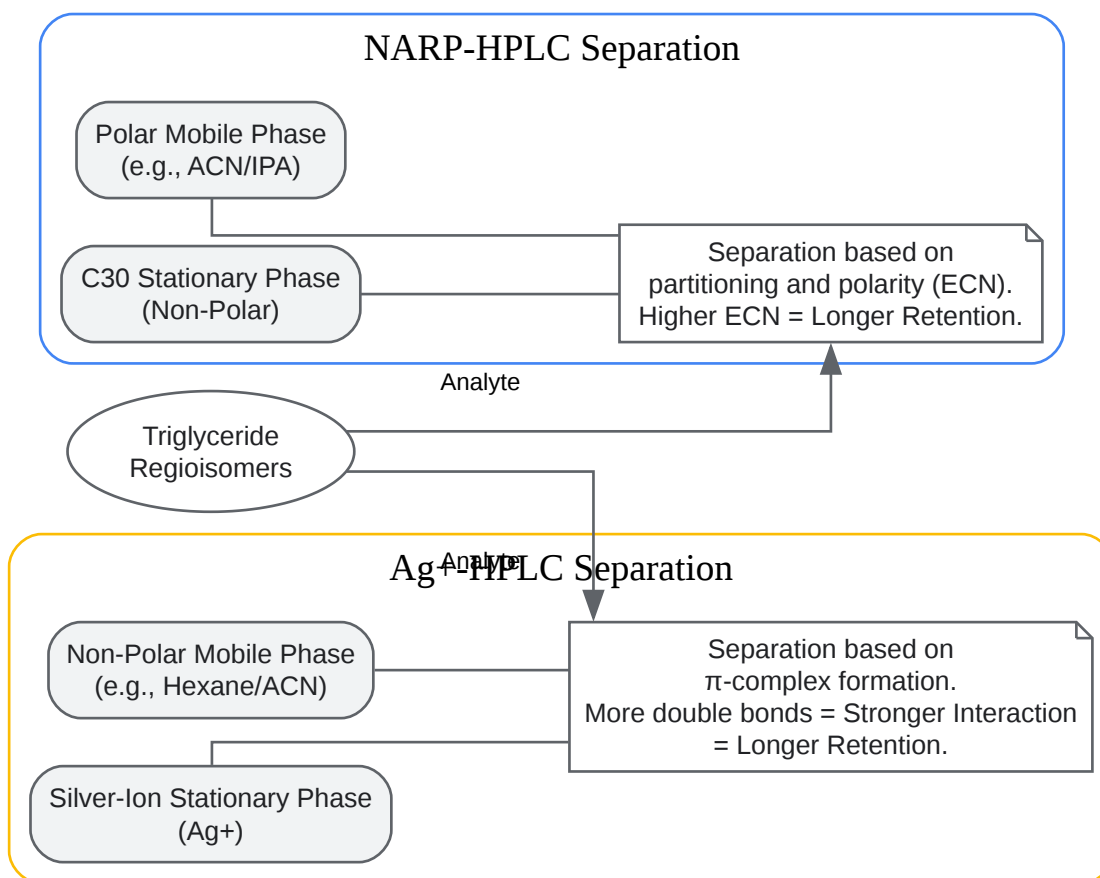 NARP-HPLC Separation
Polar Mobile Phase
(e.g., ACN/IPA)
C30 Stationary Phase
(Non-Polar)
Separation based on
partitioning and polarity (ECN).
Higher ECN = Longer Retention.
Analyte
Triglyceride
Regioisomers
Analyte
Ag+-HPLC Separation
Non-Polar Mobile Phase
(e.g., Hexane/ACN)
Separation based on
π-complex formation.
More double bonds = Stronger Interaction
= Longer Retention.
Silver-Ion Stationary Phase
(Ag+)